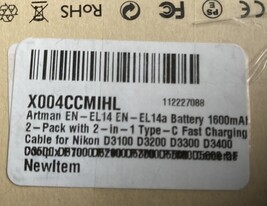 RoHS
X004CCMIHL
112227088
Artman EN-EL14 EN-EL14a Battery 1600mAh
2-Pack with 2-in-1 Type-C Fast Charging
Cable for Nikon D3100 D3200 D3300 D3400
NewItem